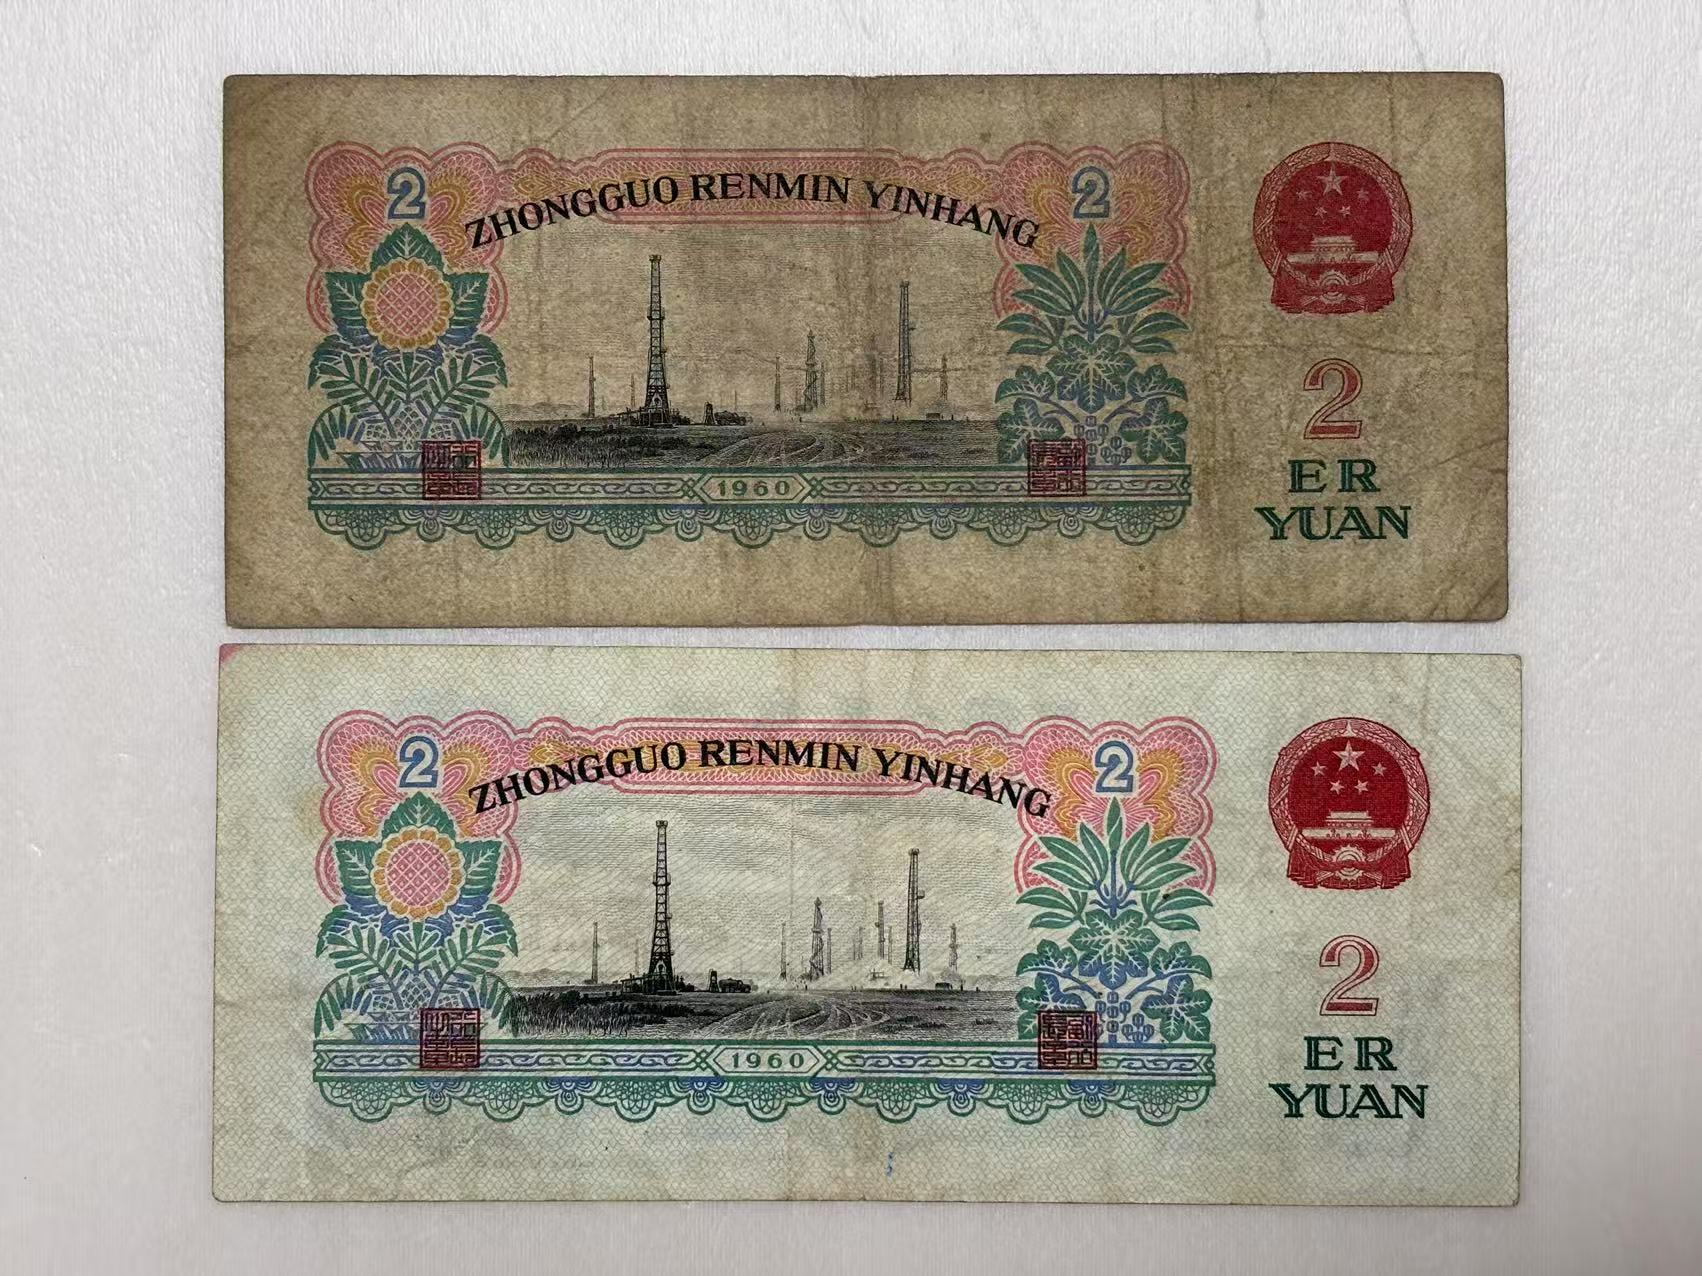 2 2
ZHONGGUO RENMIN YINHANG
2
ER
YUAN
1960
2 2
ZHONGGUO RENMIN YINHANG
2
ER
YUAN
1960